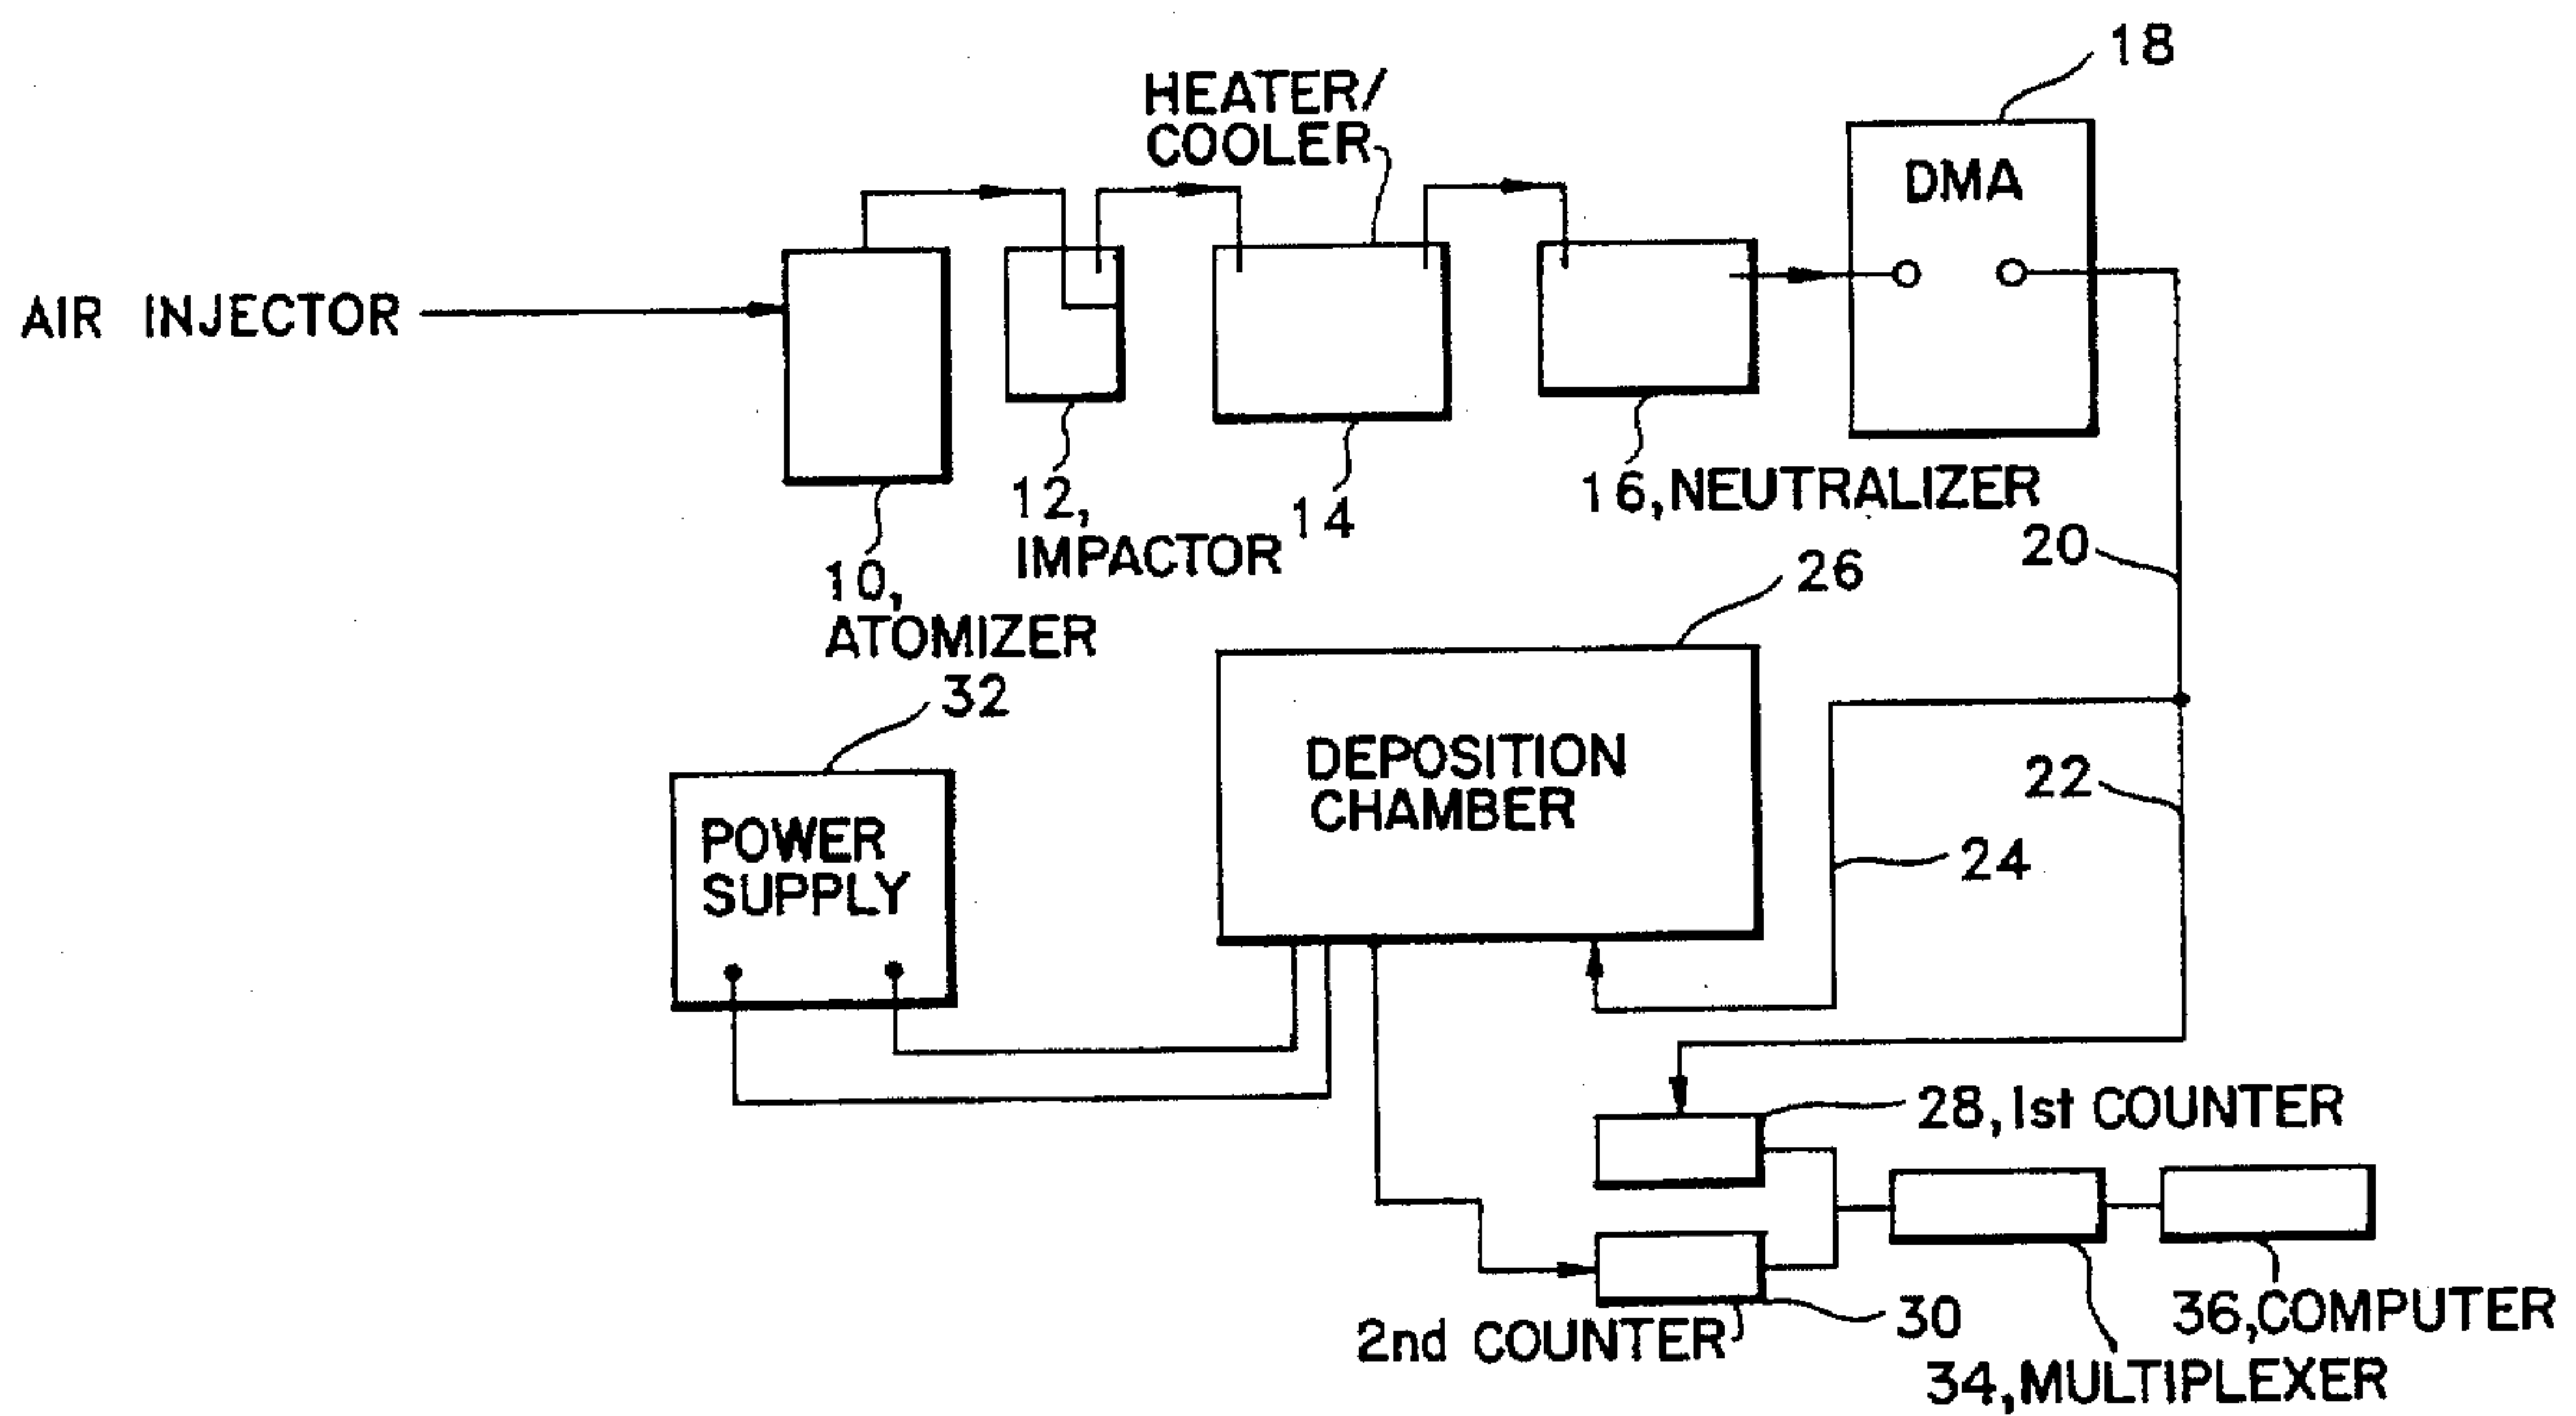 18
HEATER/
COOLER
DMA
AIR INJECTOR
12,
IMPACTOR
14
16, NEUTRALIZER
10,
ATOMIZER
20
26
32
DEPOSITION
CHAMBER
22
POWER
SUPPLY
24
28, 1st COUNTER
2nd COUNTER
30
36, COMPUTER
34, MULTIPLEXER